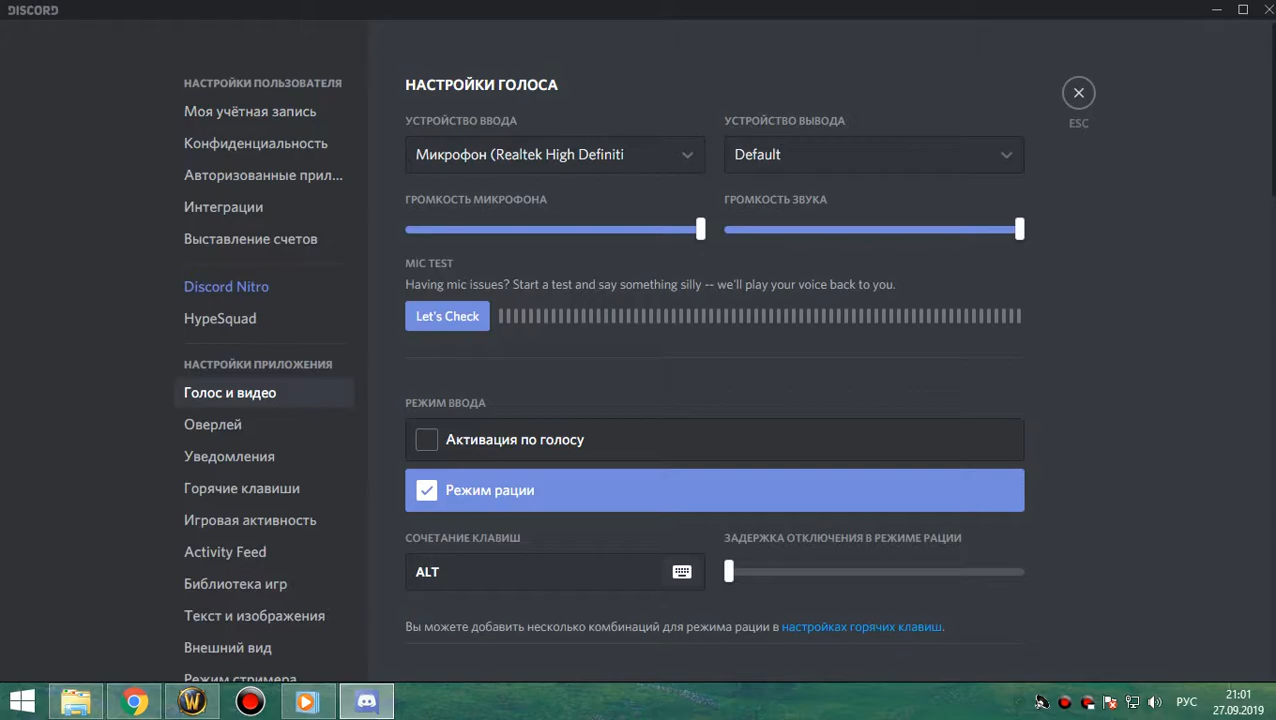 DISCORD
НАСТРОЙКИ ПОЛЬЗОВАТЕЛЯ
Моя учётная запись
Конфиденциальность
Авторизованные прил...
Интеграции
Выставление счетов
Discord Nitro
HypeSquad
НАСТРОЙКИ ПРИЛОЖЕНИЯ
Голос и видео
Оверлей
Уведомления
Горячие клавиши
Игровая активность
Activity Feed
Библиотека игр
Текст и изображения
Внешний вид
Режим стримера
НАСТРОЙКИ ГОЛОСА
УСТРОЙСТВО ВВОДА
УСТРОЙСТВО ВЫВОДА
Микрофон (Realtek High Definiti
Default
ГРОМКОСТЬ МИКРОФОНА
ГРОМКОСТЬ ЗВУКА
MIC TEST
Having mic issues? Start a test and say something silly -- we'll play your voice back to you.
Let's Check
РЕЖИМ ВВОДА
Активация по голосу
Режим рации
СОЧЕТАНИЕ КЛАВИШ
ЗАДЕРЖКА ОТКЛЮЧЕНИЯ В РЕЖИМЕ РАЦИИ
ALT
Вы можете добавить несколько комбинаций для режима рации в настройках горячих клавиш.
ESC
РУС
21:01
27.09.2019